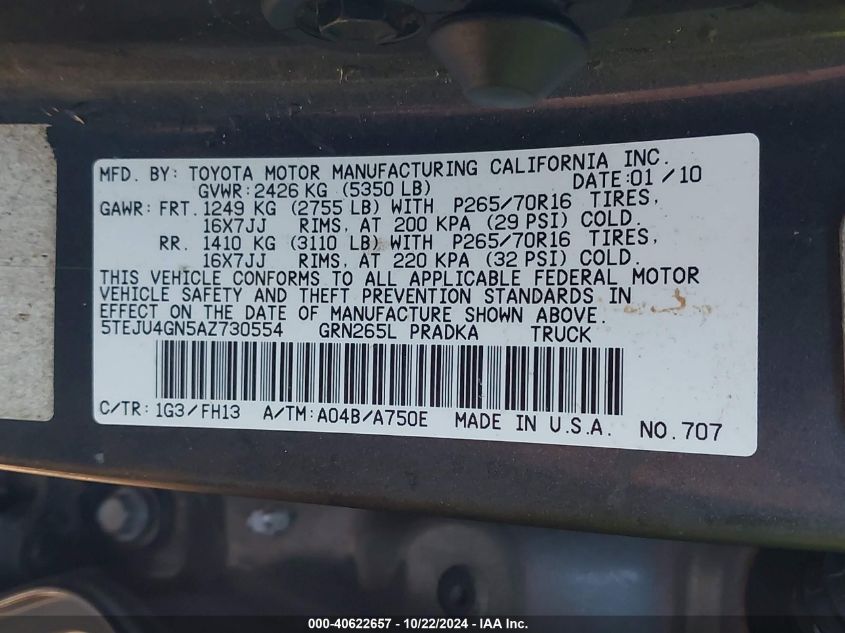 MFD. BY: TOYOTA MOTOR MANUFACTURING CALIFORNIA INC.
GVWR: 2426 KG (5350 LB) DATE: 01 / 10
GAWR: FRT. 1249 KG (2755 LB) WITH P265/70R16 TIRES,
16X7JJ RIMS, AT 200 KPA (29 PSI) COLD.
RR. 1410 KG (3110 LB) WITH P265/70R16 TIRES,
16X7JJ RIMS, AT 220 KPA (32 PSI) COLD.
THIS VEHICLE CONFORMS TO ALL APPLICABLE FEDERAL MOTOR
VEHICLE SAFETY AND THEFT PREVENTION STANDARDS IN
EFFECT ON THE DATE OF MANUFACTURE SHOWN ABOVE.
5TEJU4GN5AZ730554 GRN265L PRADKA TRUCK
C/TR: 1G3/FH13 A/TM: A04B/A750E MADE IN U.S.A. NO. 707
000-40622657 - 10/22/2024 - IAA Inc.